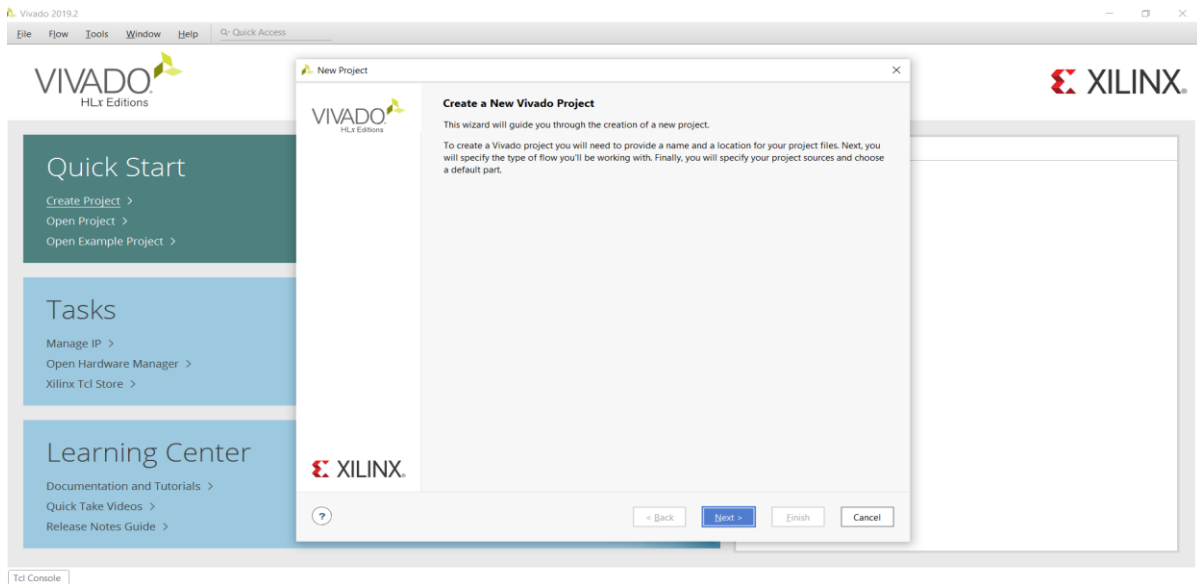 Vivado 2019.2
File Flow Tools Window Help Quick Access
VIVADO.
HLx Editions
XILINX.
Quick Start
Create Project >
Open Project >
Open Example Project >
Tasks
Manage IP >
Open Hardware Manager >
Xilinx Tcl Store >
Learning Center
Documentation and Tutorials >
Quick Take Videos >
Release Notes Guide >
New Project
VIVADO.
HLx Editions
Create a New Vivado Project
This wizard will guide you through the creation of a new project.
To create a Vivado project you will need to provide a name and a location for your project files. Next, you
will specify the type of flow you'll be working with. Finally, you will specify your project sources and choose
a default part.
XILINX.
?
< Back Next > Finish Cancel
Tcl Console